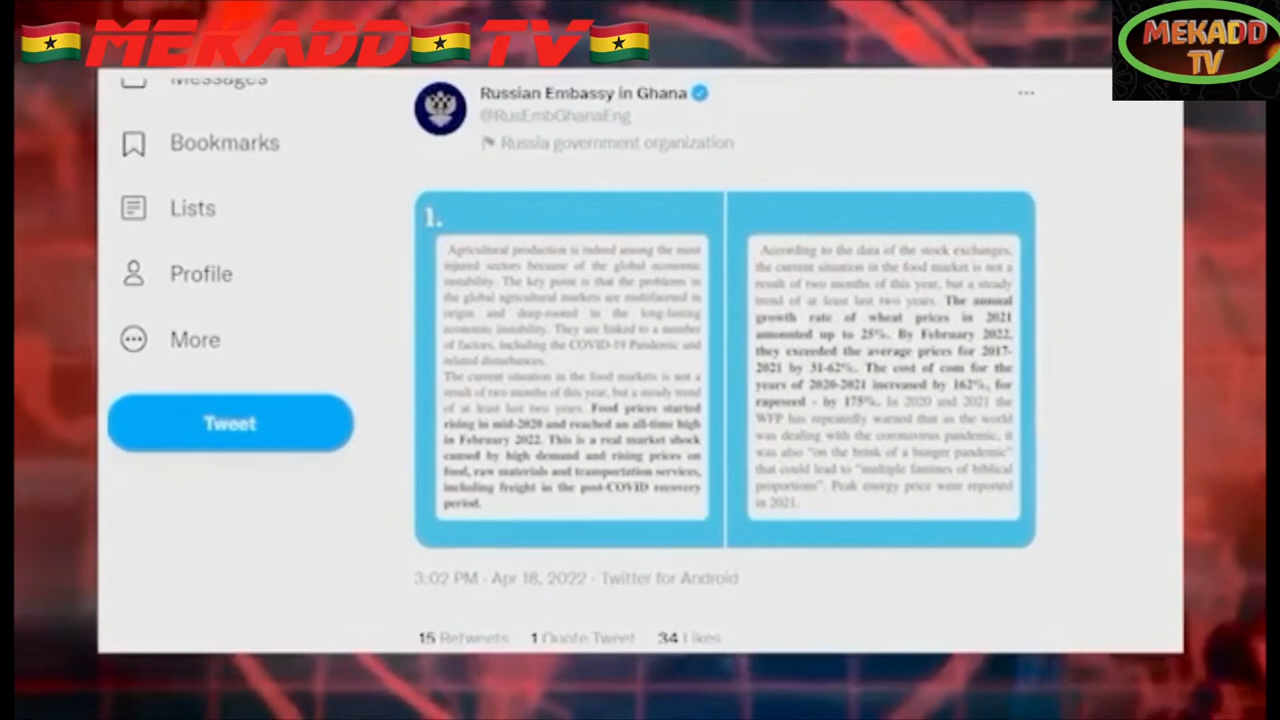 MEKADD TV
MEKADD
TV
Messages
Bookmarks
Lists
Profile
More
Tweet
Russian Embassy in Ghana
@RusEmbGhanaEng
Russia government organization
1.
Agricultural production is indeed among the most
injured sectors because of the global economic
instability. The key point is that the problems in
the global agricultural markets are multifaceted in
origin and deep-rooted in the long-lasting
economic instability. They are linked to a number
of factors, including the COVID-19 Pandemic and
related disturbances.
The current situation in the food markets is not a
result of two months of this year, but a steady trend
of at least last two years. Food prices started
rising in mid-2020 and reached an all-time high
in February 2022. This is a real market shock
caused by high demand and rising prices on
food, raw materials and transportation services,
including freight in the post-COVID recovery
period.
According to the data of the stock exchanges,
the current situation in the food market is not a
result of two months of this year, but a steady
trend of at least last two years. The annual
growth rate of wheat prices in 2021
amounted up to 25%. By February 2022,
they exceeded the average prices for 2017-
2021 by 31-62%. The cost of corn for the
years of 2020-2021 increased by 162%, for
rapeseed - by 175%. In 2020 and 2021 the
WFP has repeatedly warned that as the world
was dealing with the coronavirus pandemic, it
was also "on the brink of a hunger pandemic"
that could lead to "multiple famines of biblical
proportions". Peak energy price were reported
in 2021.
3:02 PM · Apr 18, 2022 · Twitter for Android
15 Retweets 1 Quote Tweet 34 Likes